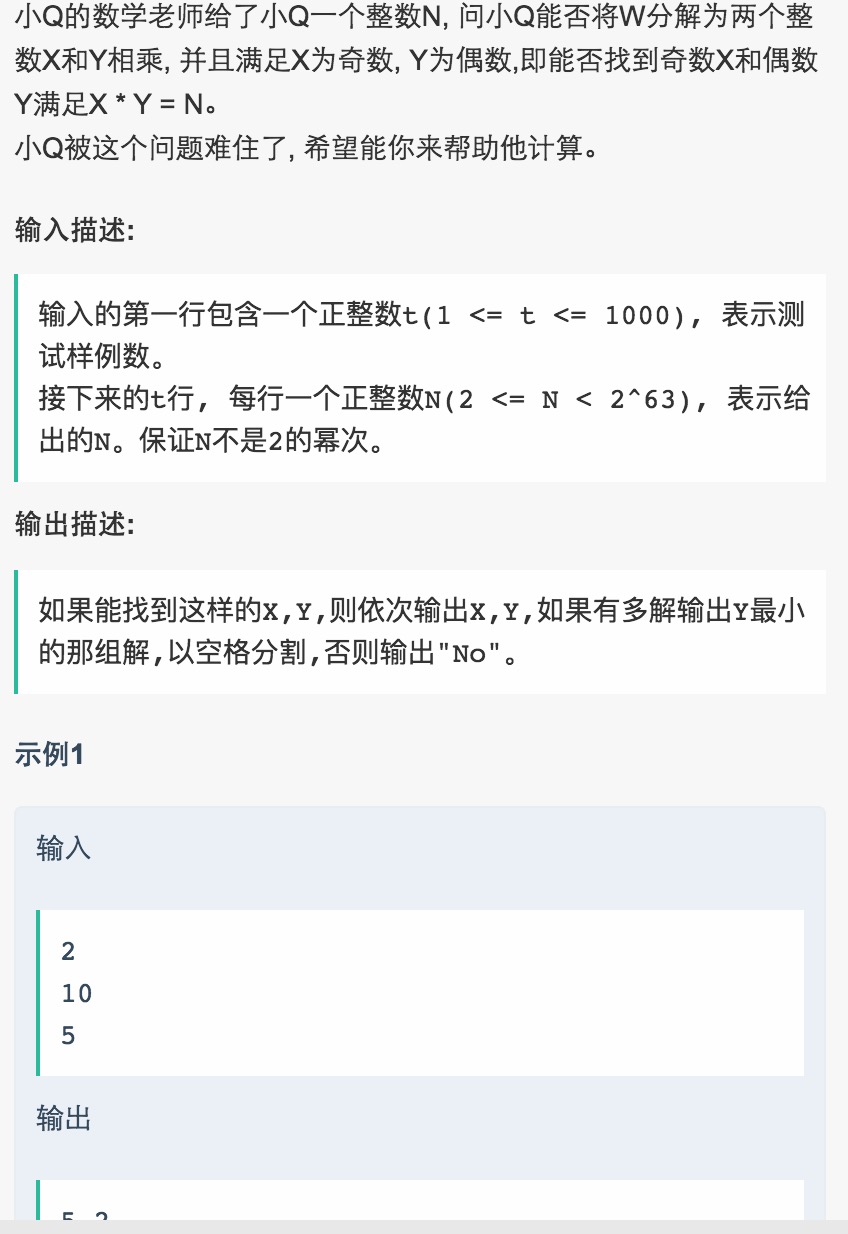 小Q的数学老师给了小Q一个整数N, 问小Q能否将W分解为两个整
数X和Y相乘, 并且满足X为奇数, Y为偶数,即能否找到奇数X和偶数
Y满足X * Y = N。
小Q被这个问题难住了, 希望能你来帮助他计算。
输入描述:
输入的第一行包含一个正整数t(1 <= t <= 1000), 表示测
试样例数。
接下来的t行, 每行一个正整数N(2 <= N < 2^63), 表示给
出的N。保证N不是2的幂次。
输出描述:
如果能找到这样的X,Y,则依次输出X,Y,如果有多解输出Y最小
的那组解,以空格分割,否则输出"No"。
示例1
输入
2
10
5
输出
5 2